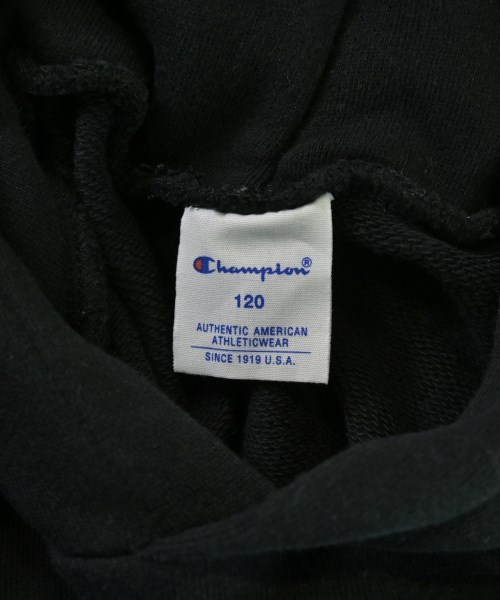 Champion®
120
AUTHENTIC AMERICAN
ATHLETICWEAR
SINCE 1919 U.S.A.